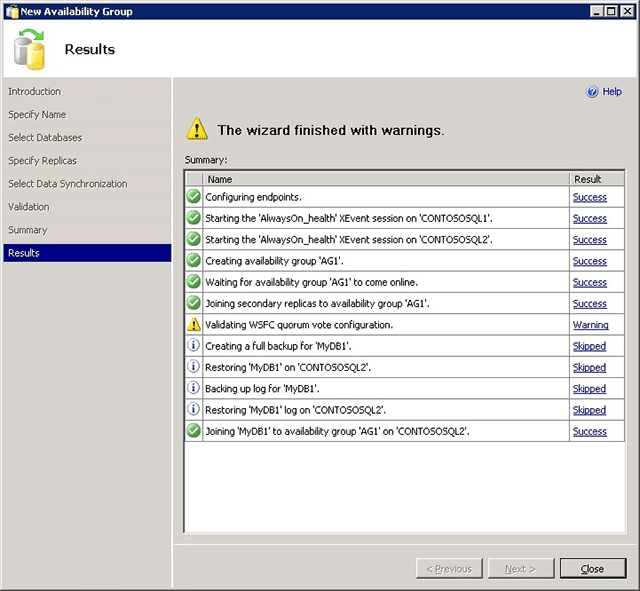 New Availability Group
Results
Introduction
Specify Name
Select Databases
Specify Replicas
Select Data Synchronization
Validation
Summary
Results
Help
The wizard finished with warnings.
Summary:
Name Result
Configuring endpoints. Success
Starting the 'AlwaysOn_health' XEvent session on 'CONTOSOSQL1'. Success
Starting the 'AlwaysOn_health' XEvent session on 'CONTOSOSQL2'. Success
Creating availability group 'AG1'. Success
Waiting for availability group 'AG1' to come online. Success
Joining secondary replicas to availability group 'AG1'. Success
Validating WSFC quorum vote configuration. Warning
Creating a full backup for 'MyDB1'. Skipped
Restoring 'MyDB1' on 'CONTOSOSQL2'. Skipped
Backing up log for 'MyDB1'. Skipped
Restoring 'MyDB1' log on 'CONTOSOSQL2'. Skipped
Joining 'MyDB1' to availability group 'AG1' on 'CONTOSOSQL2'. Success
< Previous Next > Close